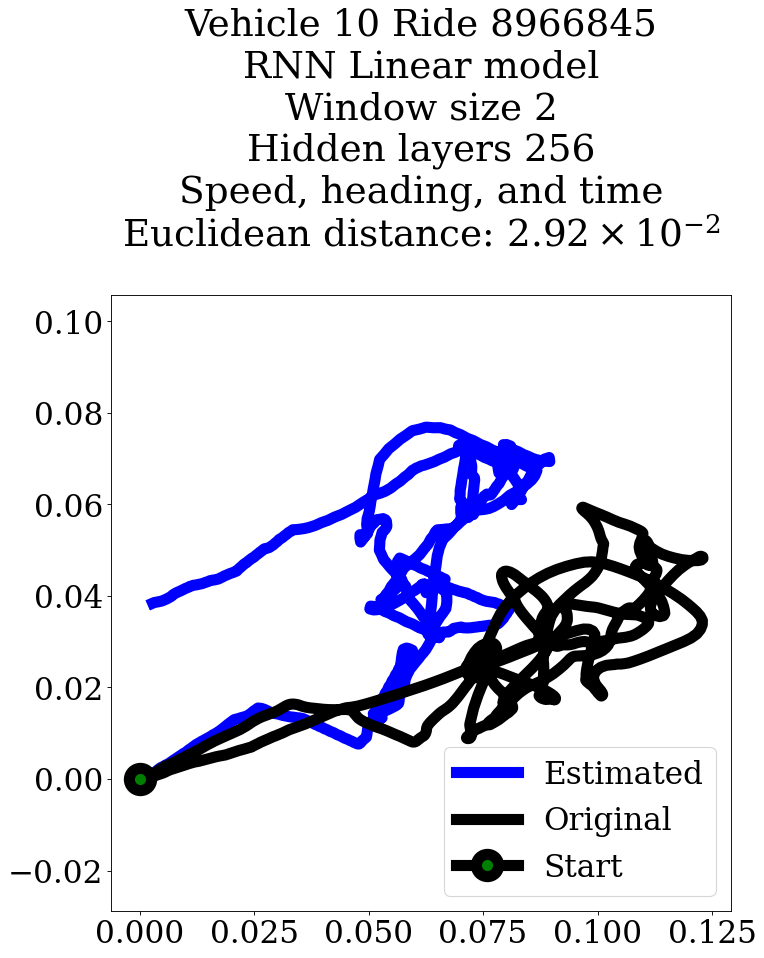 Vehicle 10 Ride 8966845
RNN Linear model
Window size 2
Hidden layers 256
Speed, heading, and time
Euclidean distance: 2.92 × 10⁻²
0.10
0.08
0.06
0.04
0.02
0.00
−0.02
Estimated
Original
Start
0.000 0.025 0.050 0.075 0.100 0.125